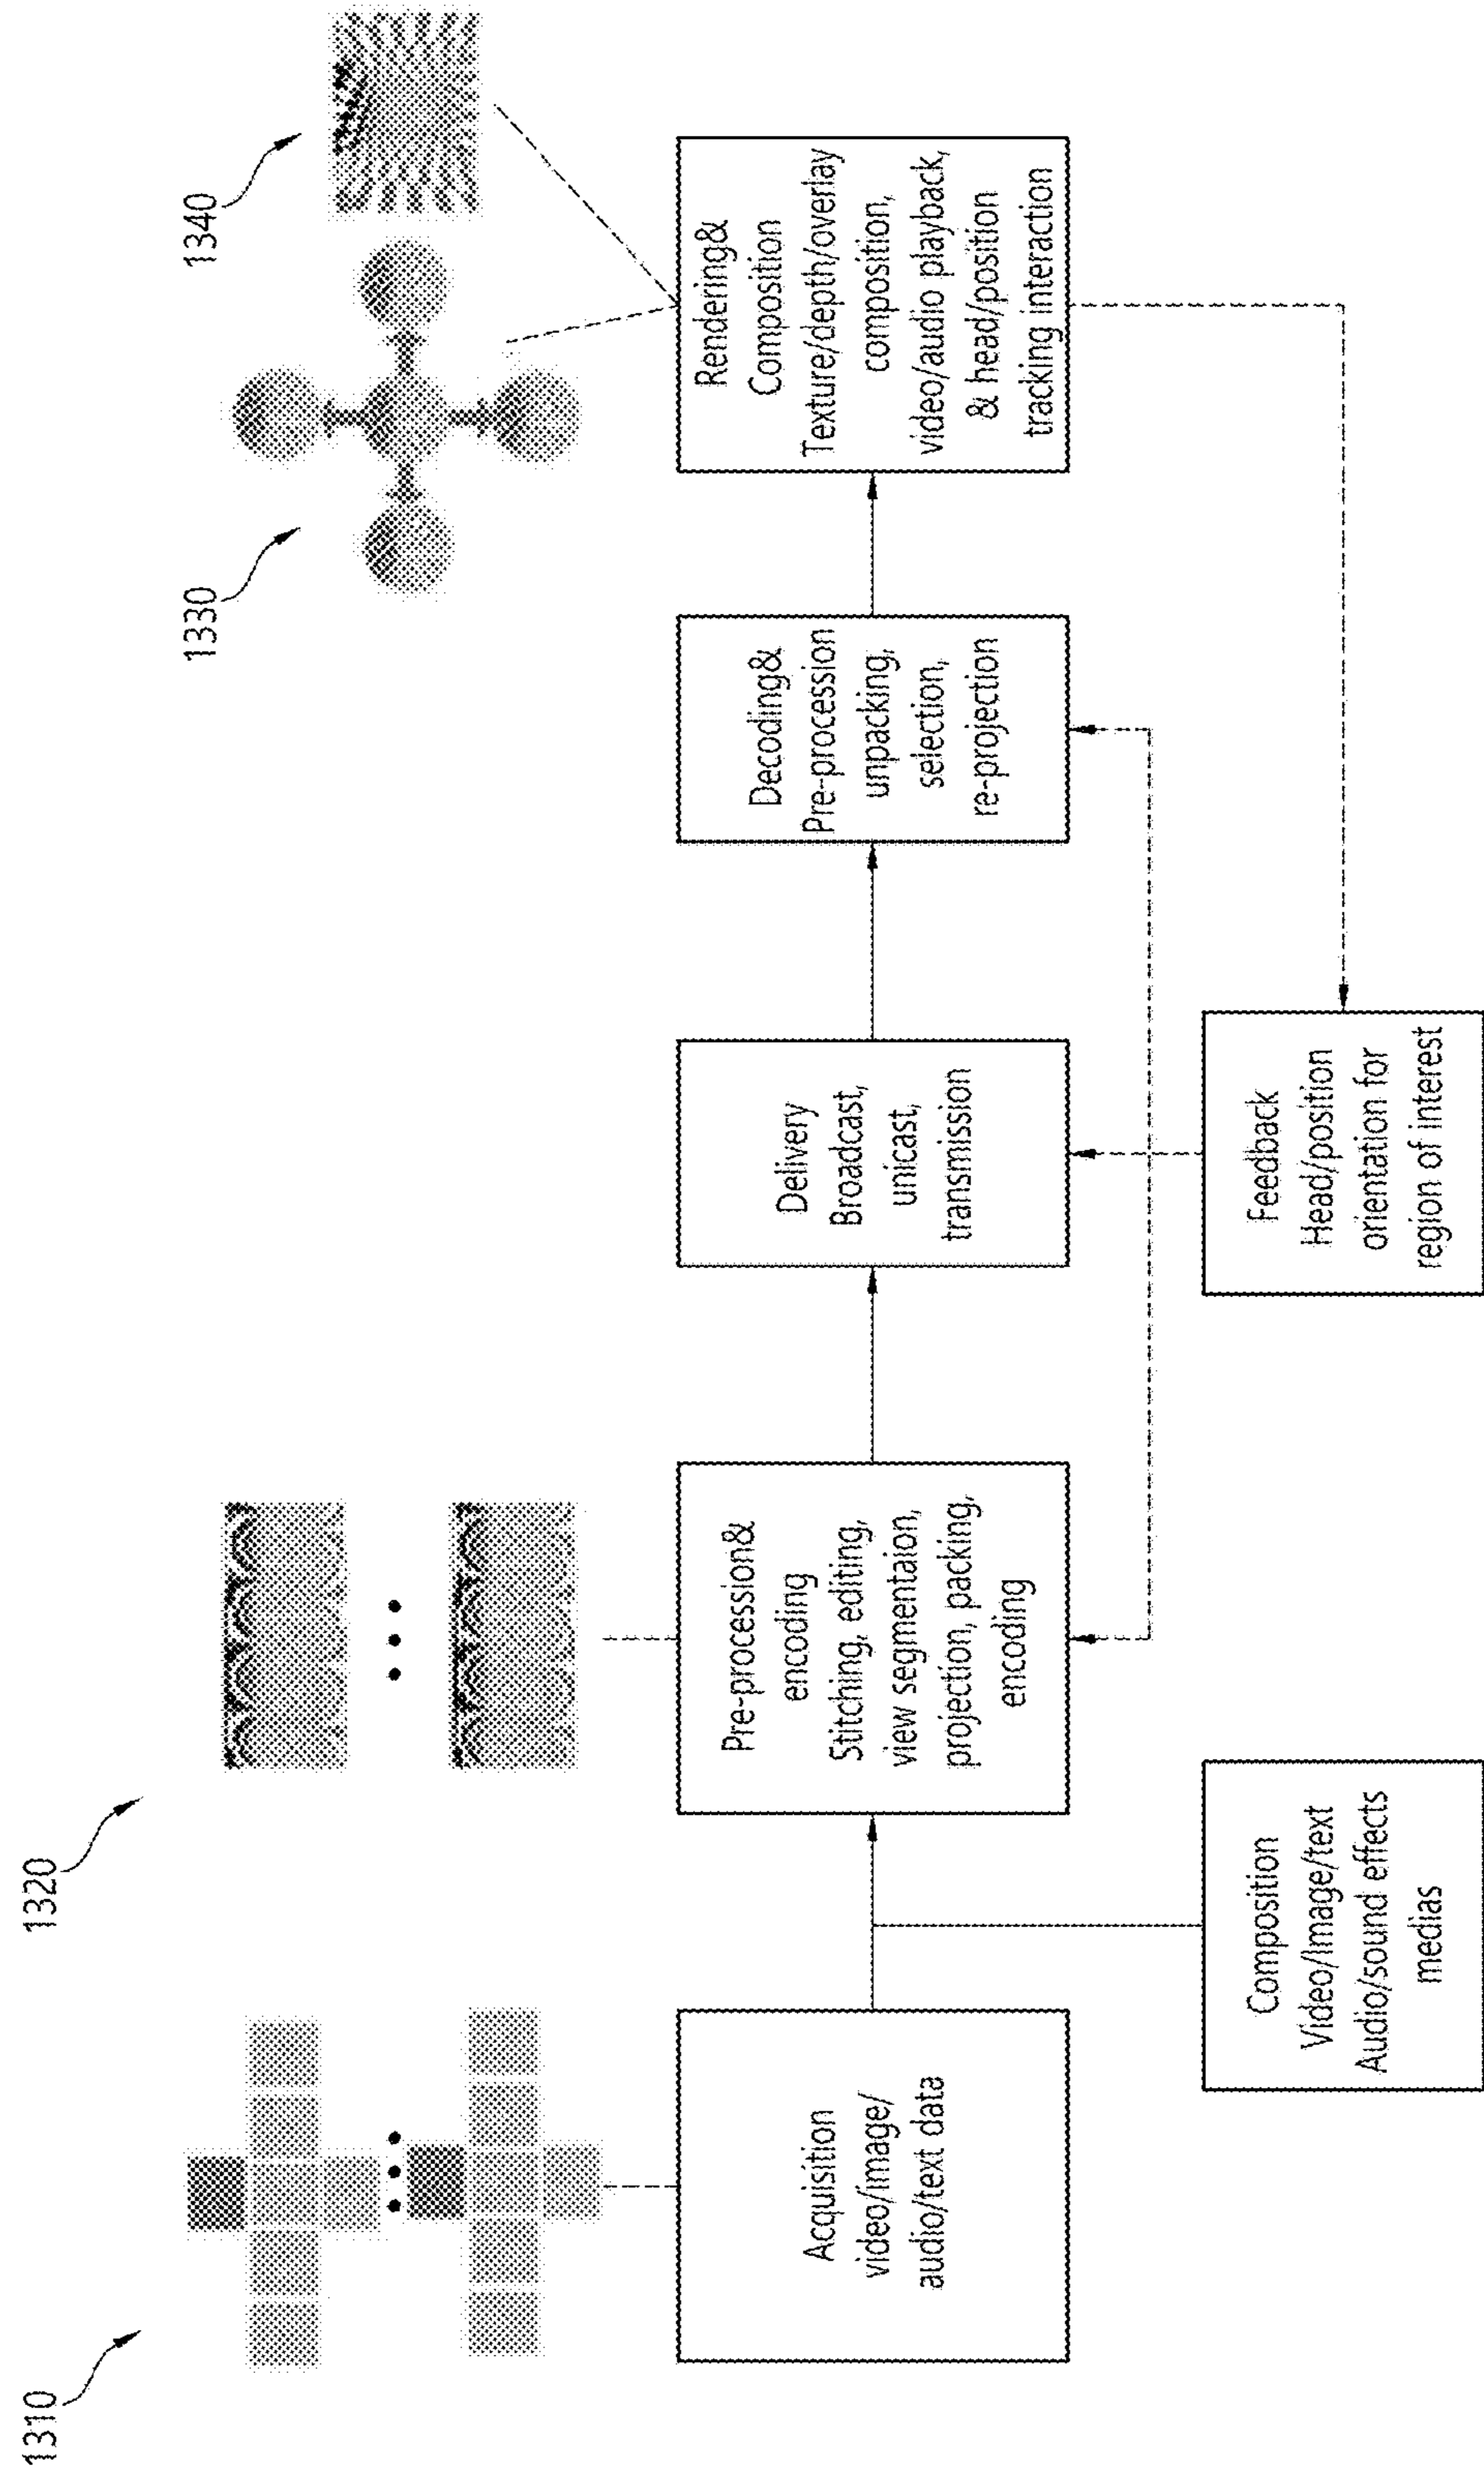 1310
1320
1330
1340
Acquisition
video/image/
audio/text data
Composition
Video/Image/text
Audio/sound effects
medias
Pre-procession&
encoding
Stitching, editing,
view segmentaion,
projection, packing,
encoding
Delivery
Broadcast,
unicast,
transmission
Feedback
Head/position
orientation for
region of interest
Decoding&
Pre-procession
unpacking,
selection,
re-projection
Rendering&
Composition
Texture/depth/overlay
composition,
video/audio playback,
& head/position
tracking interaction